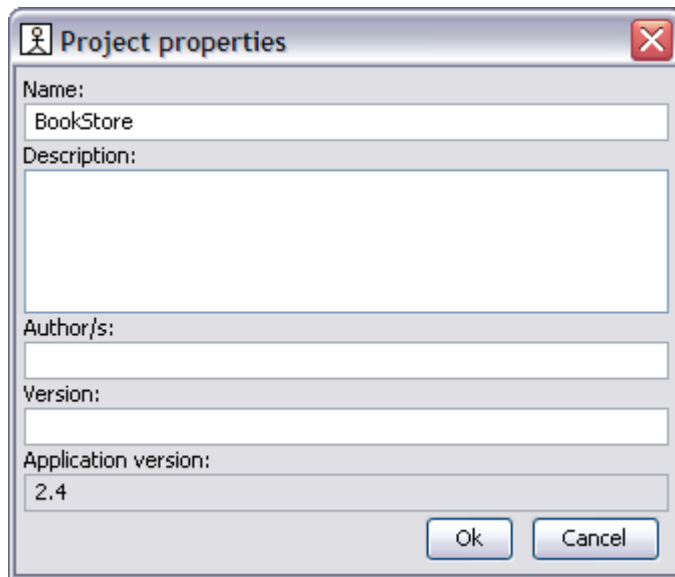 Project properties
Name:
BookStore
Description:
Author/s:
Version:
Application version:
2.4
Ok Cancel